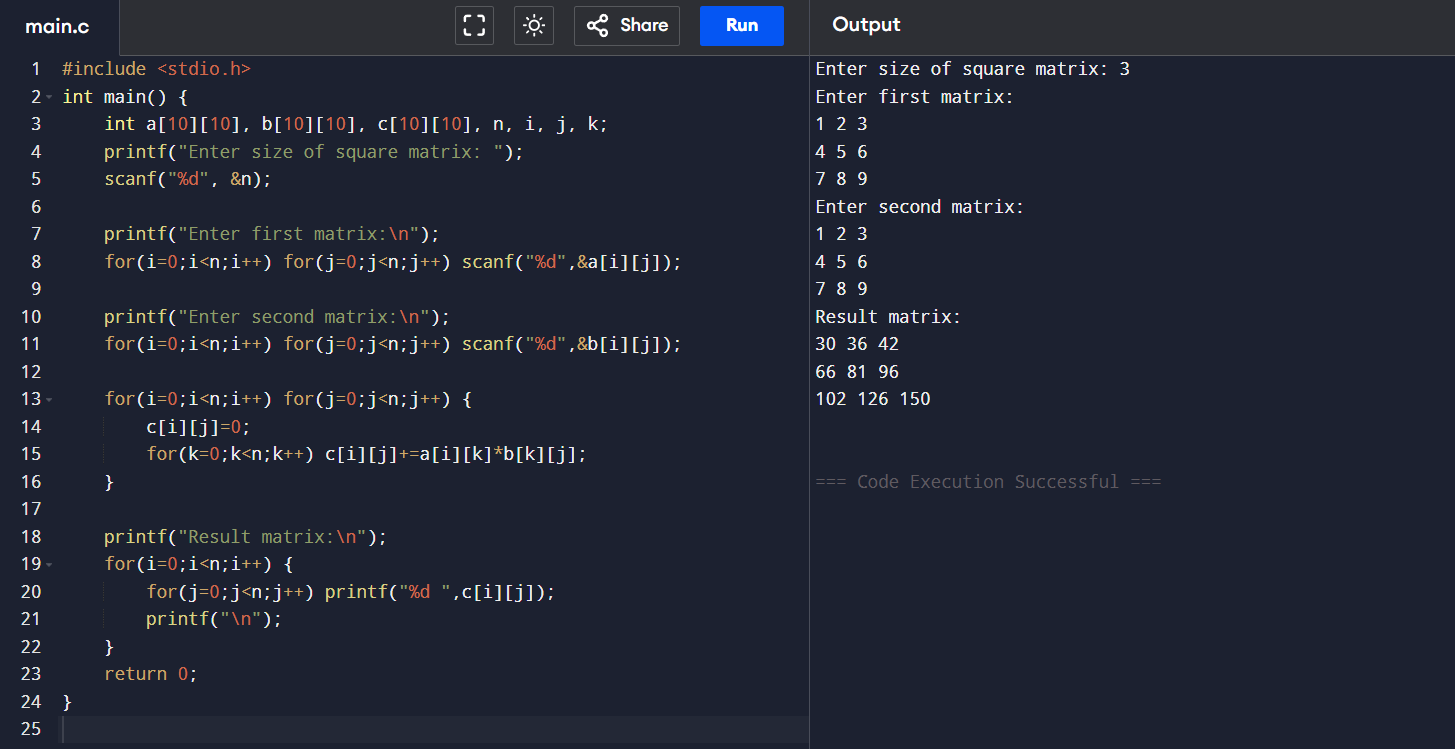 main.c
Share
Run
Output
1 #include <stdio.h>
2 int main() {
3     int a[10][10], b[10][10], c[10][10], n, i, j, k;
4     printf("Enter size of square matrix: ");
5     scanf("%d", &n);
6
7     printf("Enter first matrix:\n");
8     for(i=0;i<n;i++) for(j=0;j<n;j++) scanf("%d",&a[i][j]);
9
10     printf("Enter second matrix:\n");
11     for(i=0;i<n;i++) for(j=0;j<n;j++) scanf("%d",&b[i][j]);
12
13     for(i=0;i<n;i++) for(j=0;j<n;j++) {
14         c[i][j]=0;
15         for(k=0;k<n;k++) c[i][j]+=a[i][k]*b[k][j];
16     }
17
18     printf("Result matrix:\n");
19     for(i=0;i<n;i++) {
20         for(j=0;j<n;j++) printf("%d ",c[i][j]);
21         printf("\n");
22     }
23     return 0;
24 }
25
Enter size of square matrix: 3
Enter first matrix:
1 2 3
4 5 6
7 8 9
Enter second matrix:
1 2 3
4 5 6
7 8 9
Result matrix:
30 36 42
66 81 96
102 126 150
=== Code Execution Successful ===